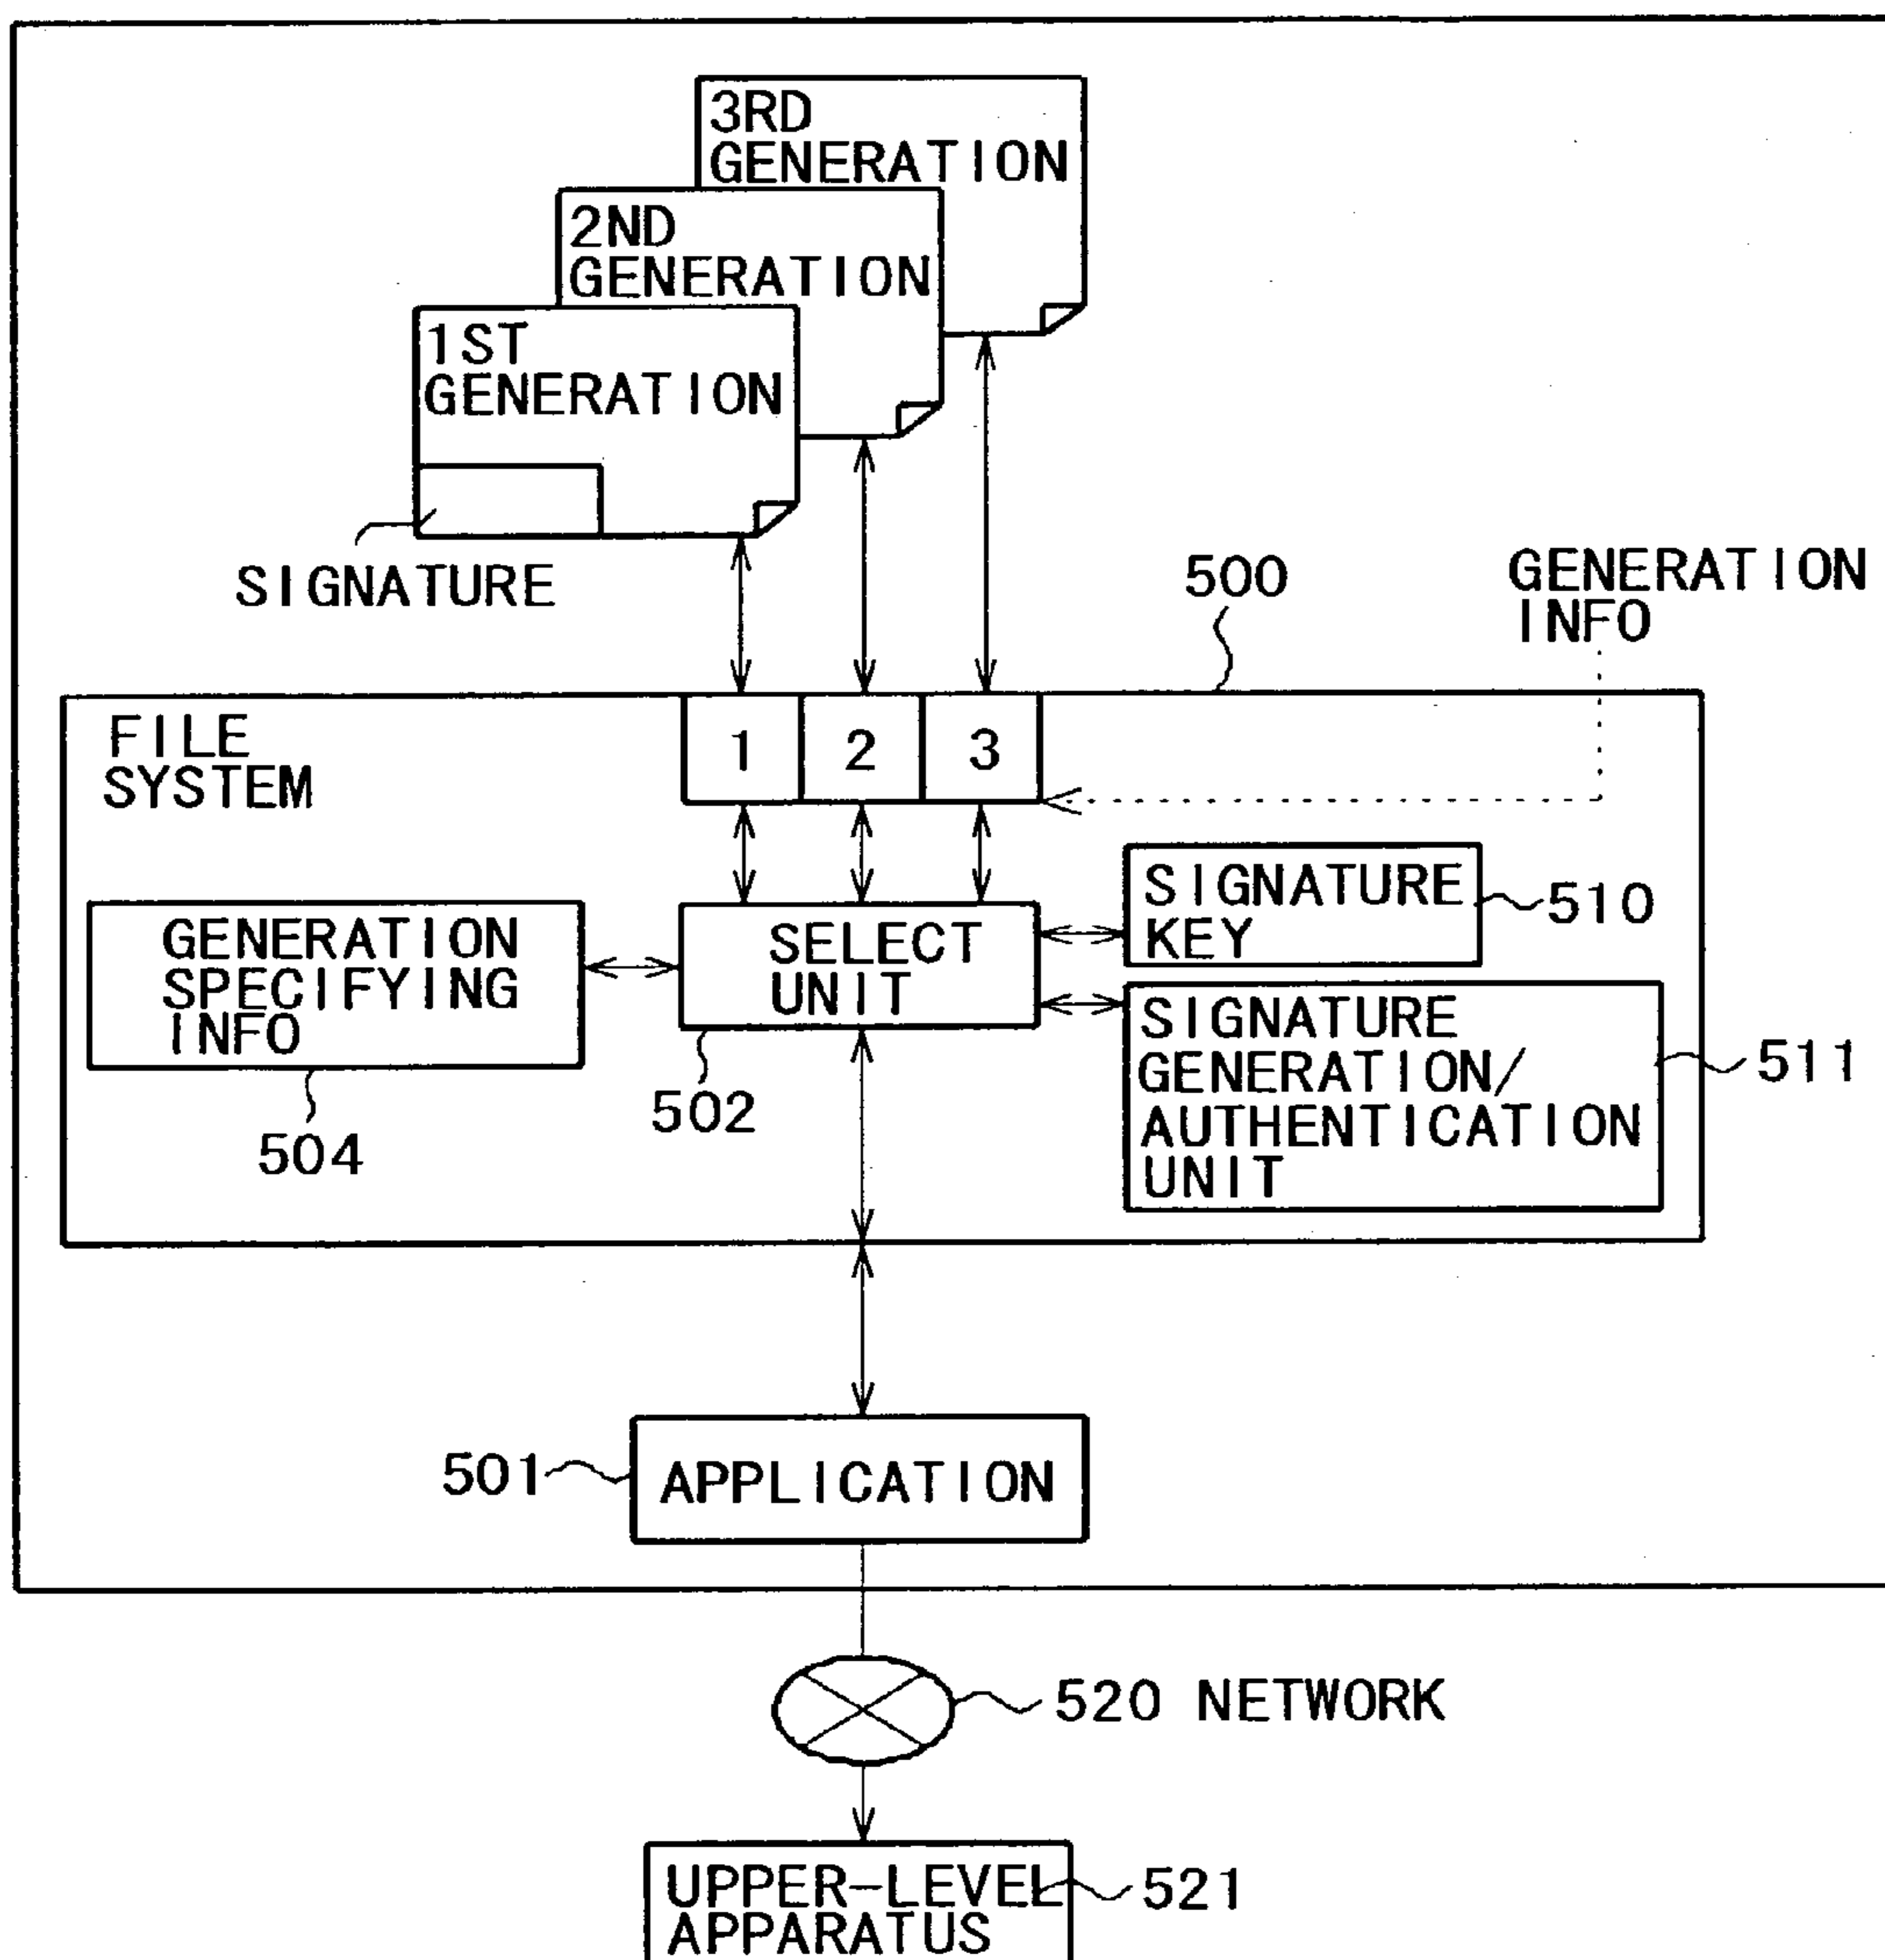 3RD
GENERATION
2ND
GENERATION
1ST
GENERATION
SIGNATURE
500
GENERATION
INFO
FILE
SYSTEM
1
2
3
SIGNATURE
KEY
510
GENERATION
SPECIFYING
INFO
SELECT
UNIT
SIGNATURE
GENERATION/
AUTHENTICATION
UNIT
511
502
504
501
APPLICATION
520 NETWORK
UPPER-LEVEL
APPARATUS
521